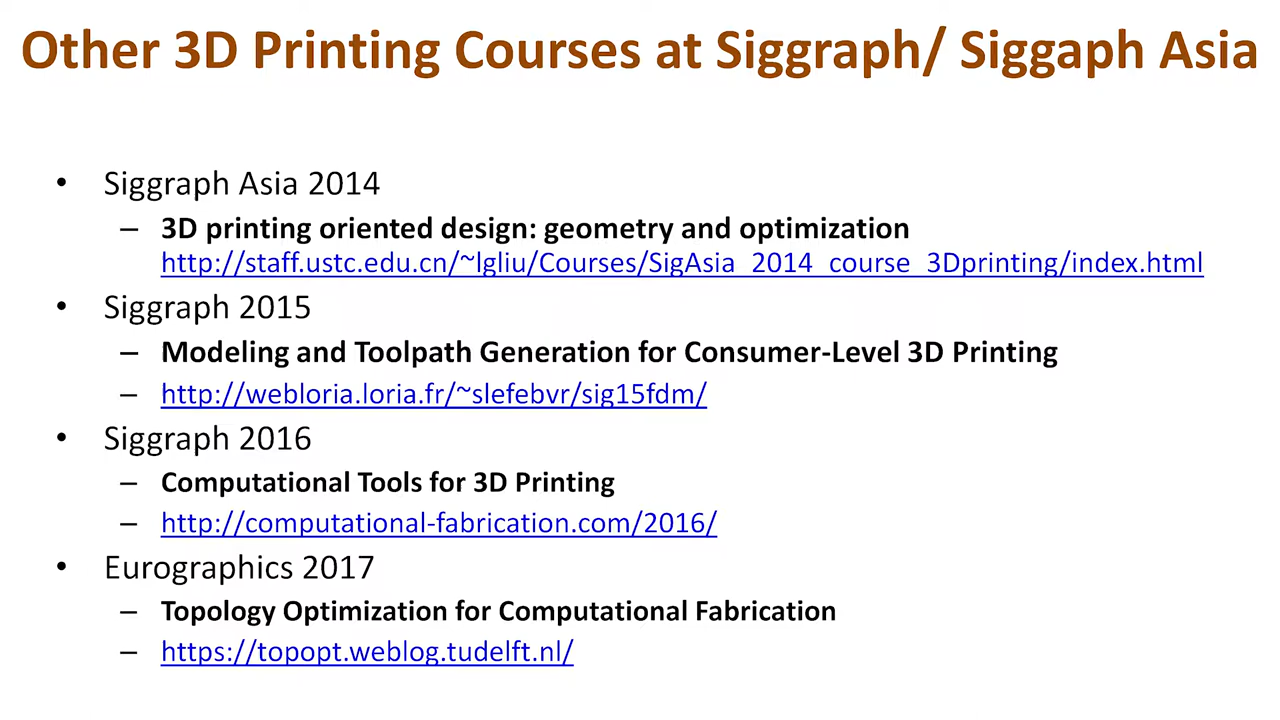 Other 3D Printing Courses at Siggraph/ Siggaph Asia
• Siggraph Asia 2014
– 3D printing oriented design: geometry and optimization
http://staff.ustc.edu.cn/~lgliu/Courses/SigAsia_2014_course_3Dprinting/index.html
• Siggraph 2015
– Modeling and Toolpath Generation for Consumer-Level 3D Printing
– http://webloria.loria.fr/~slefebvr/sig15fdm/
• Siggraph 2016
– Computational Tools for 3D Printing
– http://computational-fabrication.com/2016/
• Eurographics 2017
– Topology Optimization for Computational Fabrication
– https://topopt.weblog.tudelft.nl/